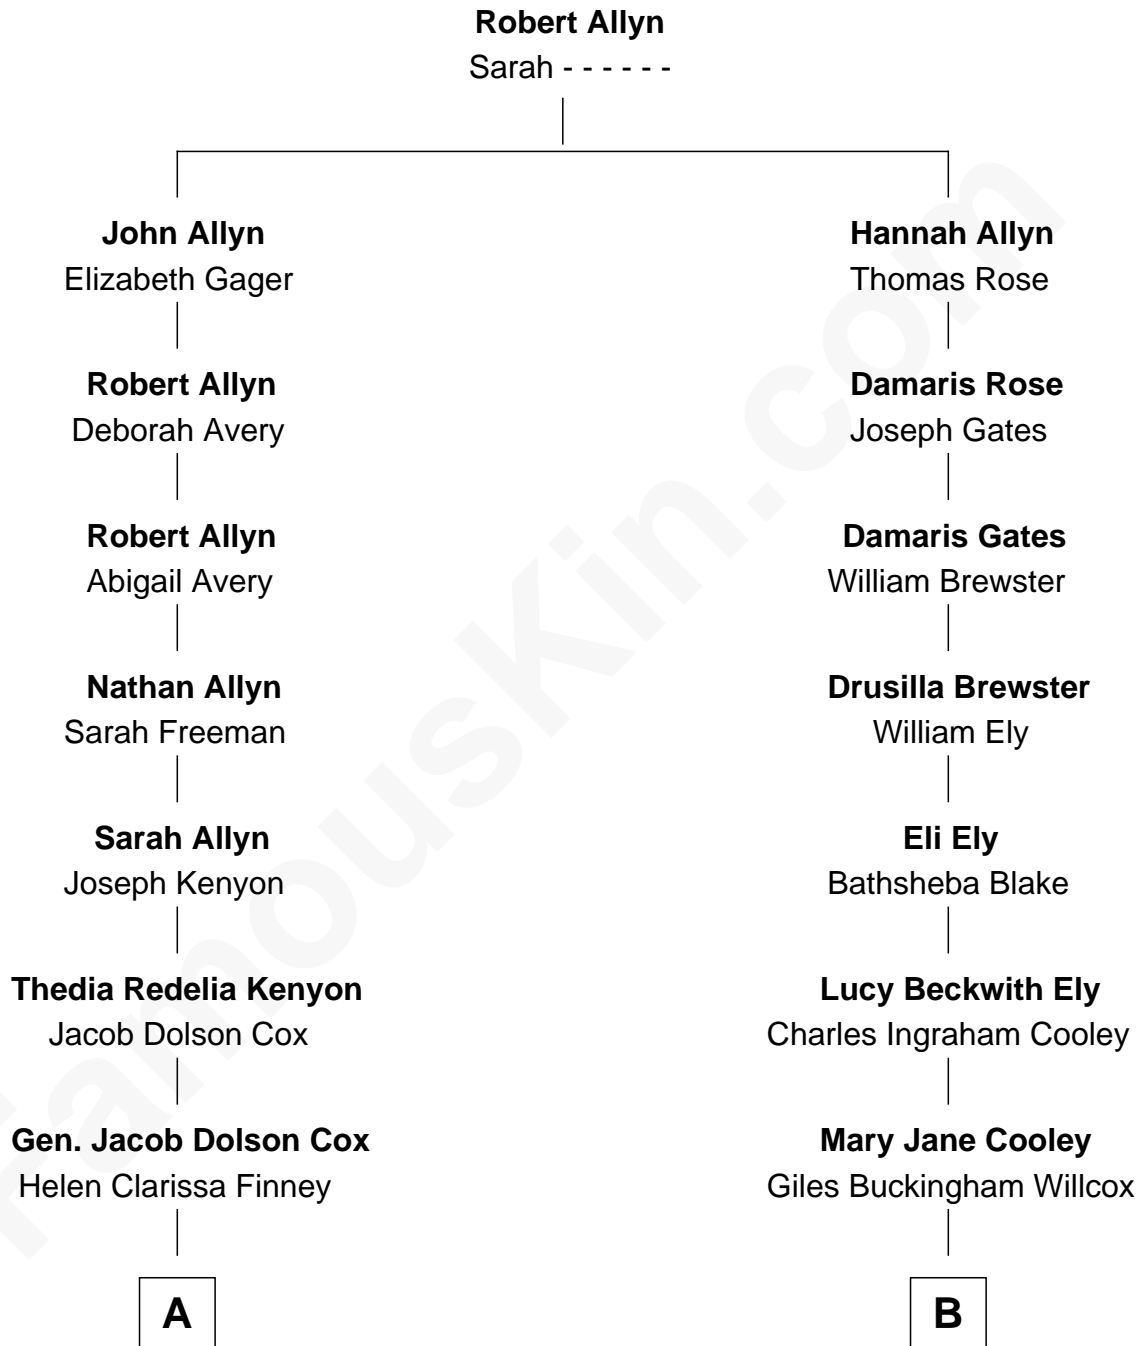 Robert Allyn
Sarah - - - - - -
John Allyn
Elizabeth Gager
Hannah Allyn
Thomas Rose
Robert Allyn
Deborah Avery
Damaris Rose
Joseph Gates
Robert Allyn
Abigail Avery
Damaris Gates
William Brewster
Nathan Allyn
Sarah Freeman
Drusilla Brewster
William Ely
Sarah Allyn
Joseph Kenyon
Eli Ely
Bathsheba Blake
Thedia Redelia Kenyon
Jacob Dolson Cox
Lucy Beckwith Ely
Charles Ingraham Cooley
Gen. Jacob Dolson Cox
Helen Clarissa Finney
Mary Jane Cooley
Giles Buckingham Willcox
A
B
FamousKin.com